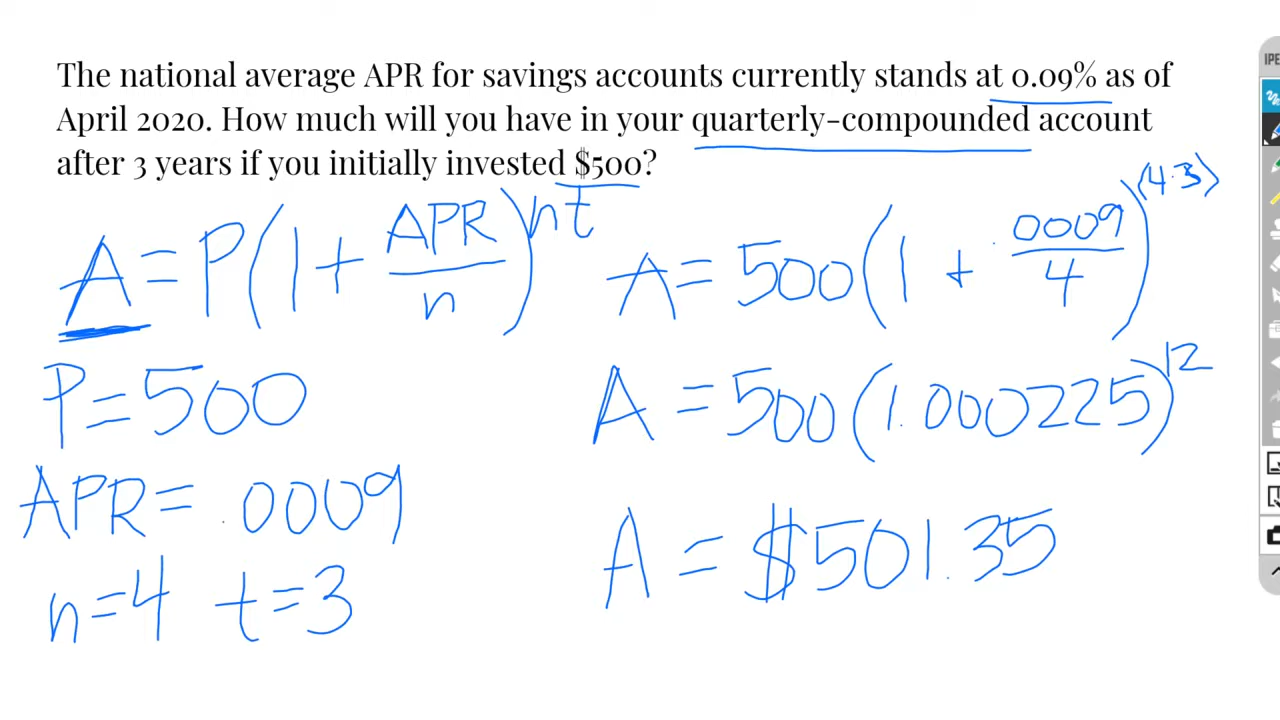 The national average APR for savings accounts currently stands at 0.09% as of
April 2020. How much will you have in your quarterly-compounded account
after 3 years if you initially invested $500?
A = P(1 + APR/n)^nt
P = 500
APR = .0009
n=4 t=3
A = 500(1 + .0009/4)^(4·3)
A = 500(1.000225)^12
A = $501.35
IPE